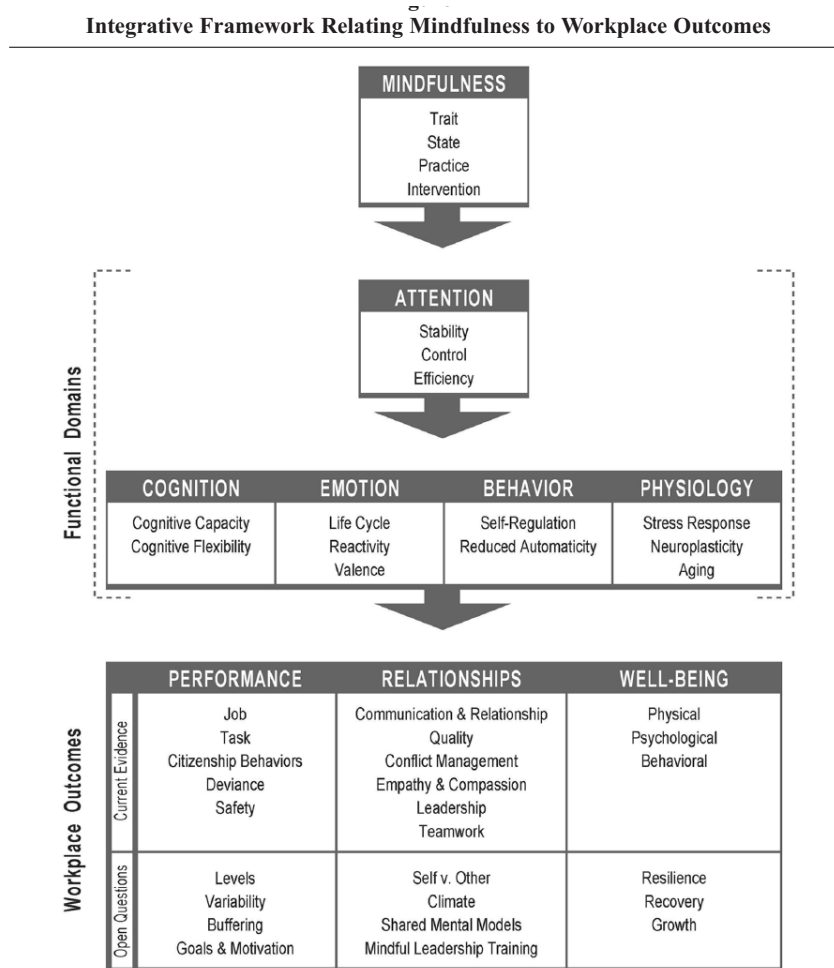 Integrative Framework Relating Mindfulness to Workplace Outcomes
MINDFULNESS
Trait
State
Practice
Intervention
ATTENTION
Stability
Control
Efficiency
Functional Domains
COGNITION
Cognitive Capacity
Cognitive Flexibility
EMOTION
Life Cycle
Reactivity
Valence
BEHAVIOR
Self-Regulation
Reduced Automaticity
PHYSIOLOGY
Stress Response
Neuroplasticity
Aging
Workplace Outcomes
PERFORMANCE
RELATIONSHIPS
WELL-BEING
Current Evidence
Job
Task
Citizenship Behaviors
Deviance
Safety
Communication & Relationship
Quality
Conflict Management
Empathy & Compassion
Leadership
Teamwork
Physical
Psychological
Behavioral
Open Questions
Levels
Variability
Buffering
Goals & Motivation
Self v. Other
Climate
Shared Mental Models
Mindful Leadership Training
Resilience
Recovery
Growth